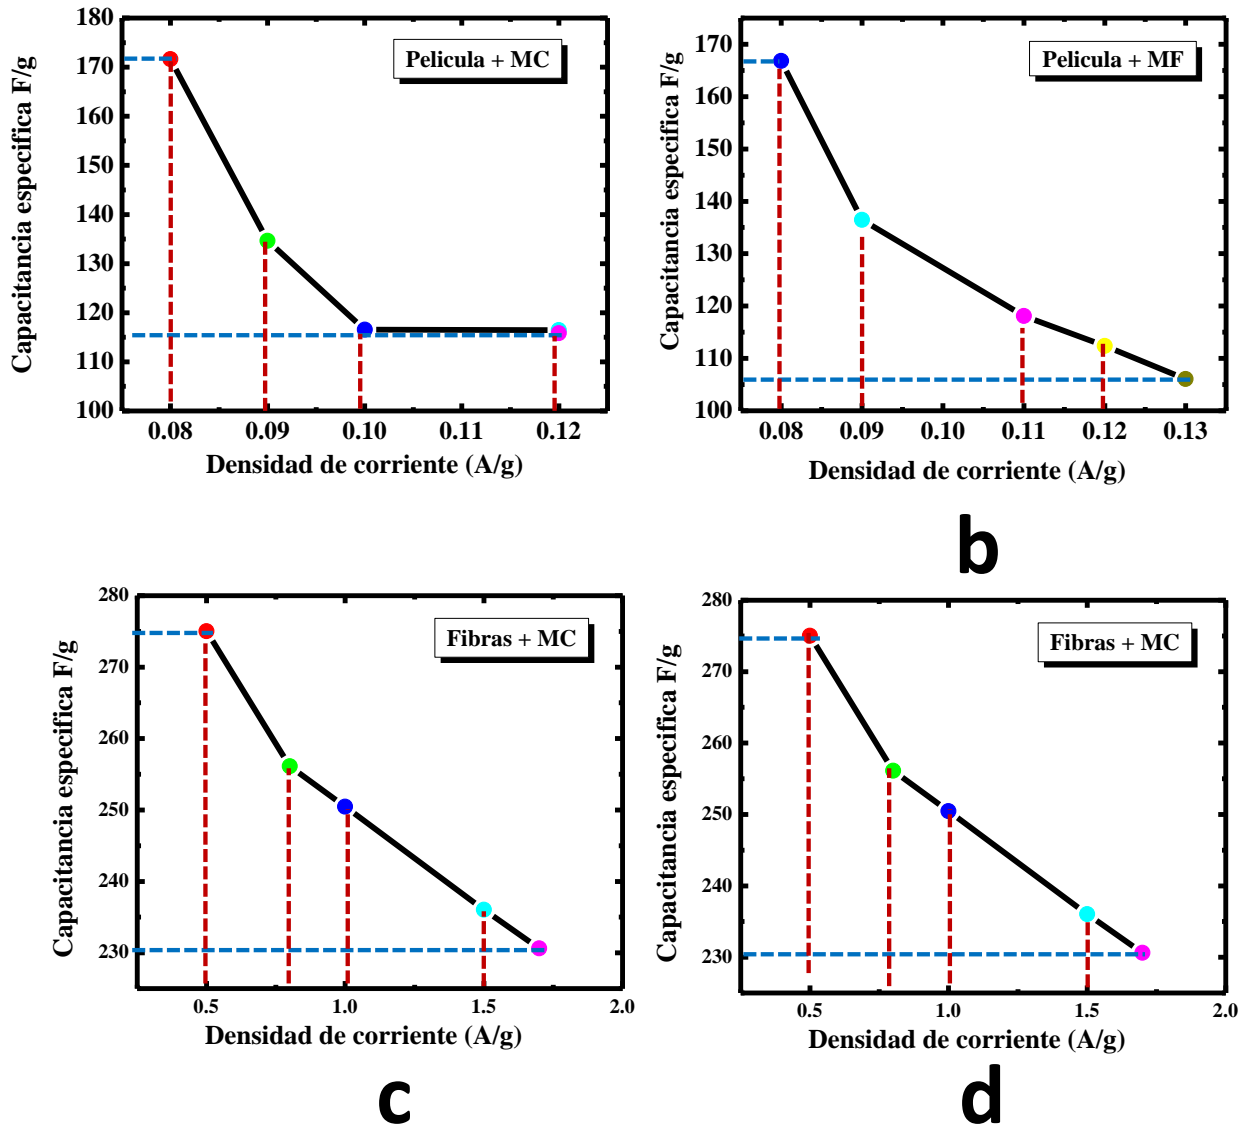 Capacitancia especifica F/g
180
170
160
150
140
130
120
110
100
Pelicula + MC
0.08 0.09 0.10 0.11 0.12
Densidad de corriente (A/g)
Capacitancia especifica F/g
170
160
150
140
130
120
110
100
Pelicula + MF
0.08 0.09 0.10 0.11 0.12 0.13
Densidad de corriente (A/g)
b
Capacitancia especifica F/g
280
270
260
250
240
230
Fibras + MC
0.5 1.0 1.5 2.0
Densidad de corriente (A/g)
c
Capacitancia especifica F/g
280
270
260
250
240
230
Fibras + MC
0.5 1.0 1.5 2.0
Densidad de corriente (A/g)
d